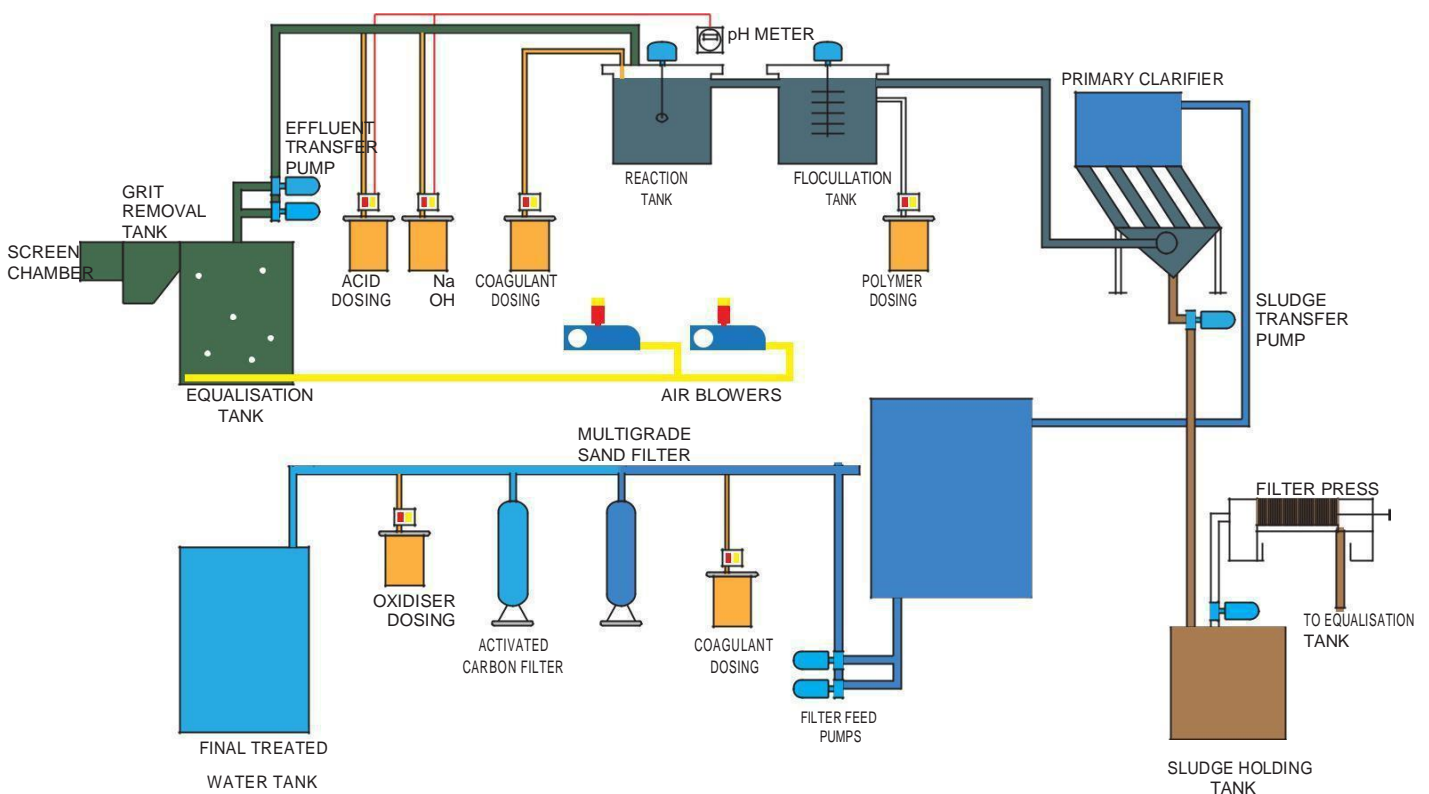 pH METER
PRIMARY CLARIFIER
EFFLUENT
TRANSFER
PUMP
GRIT
REMOVAL
TANK
SCREEN
CHAMBER
REACTION
TANK
FLOCULLATION
TANK
ACID
DOSING
Na
OH
COAGULANT
DOSING
POLYMER
DOSING
SLUDGE
TRANSFER
PUMP
EQUALISATION
TANK
AIR BLOWERS
MULTIGRADE
SAND FILTER
FILTER PRESS
OXIDISER
DOSING
ACTIVATED
CARBON FILTER
COAGULANT
DOSING
TO EQUALISATION
TANK
FILTER FEED
PUMPS
FINAL TREATED
WATER TANK
SLUDGE HOLDING
TANK